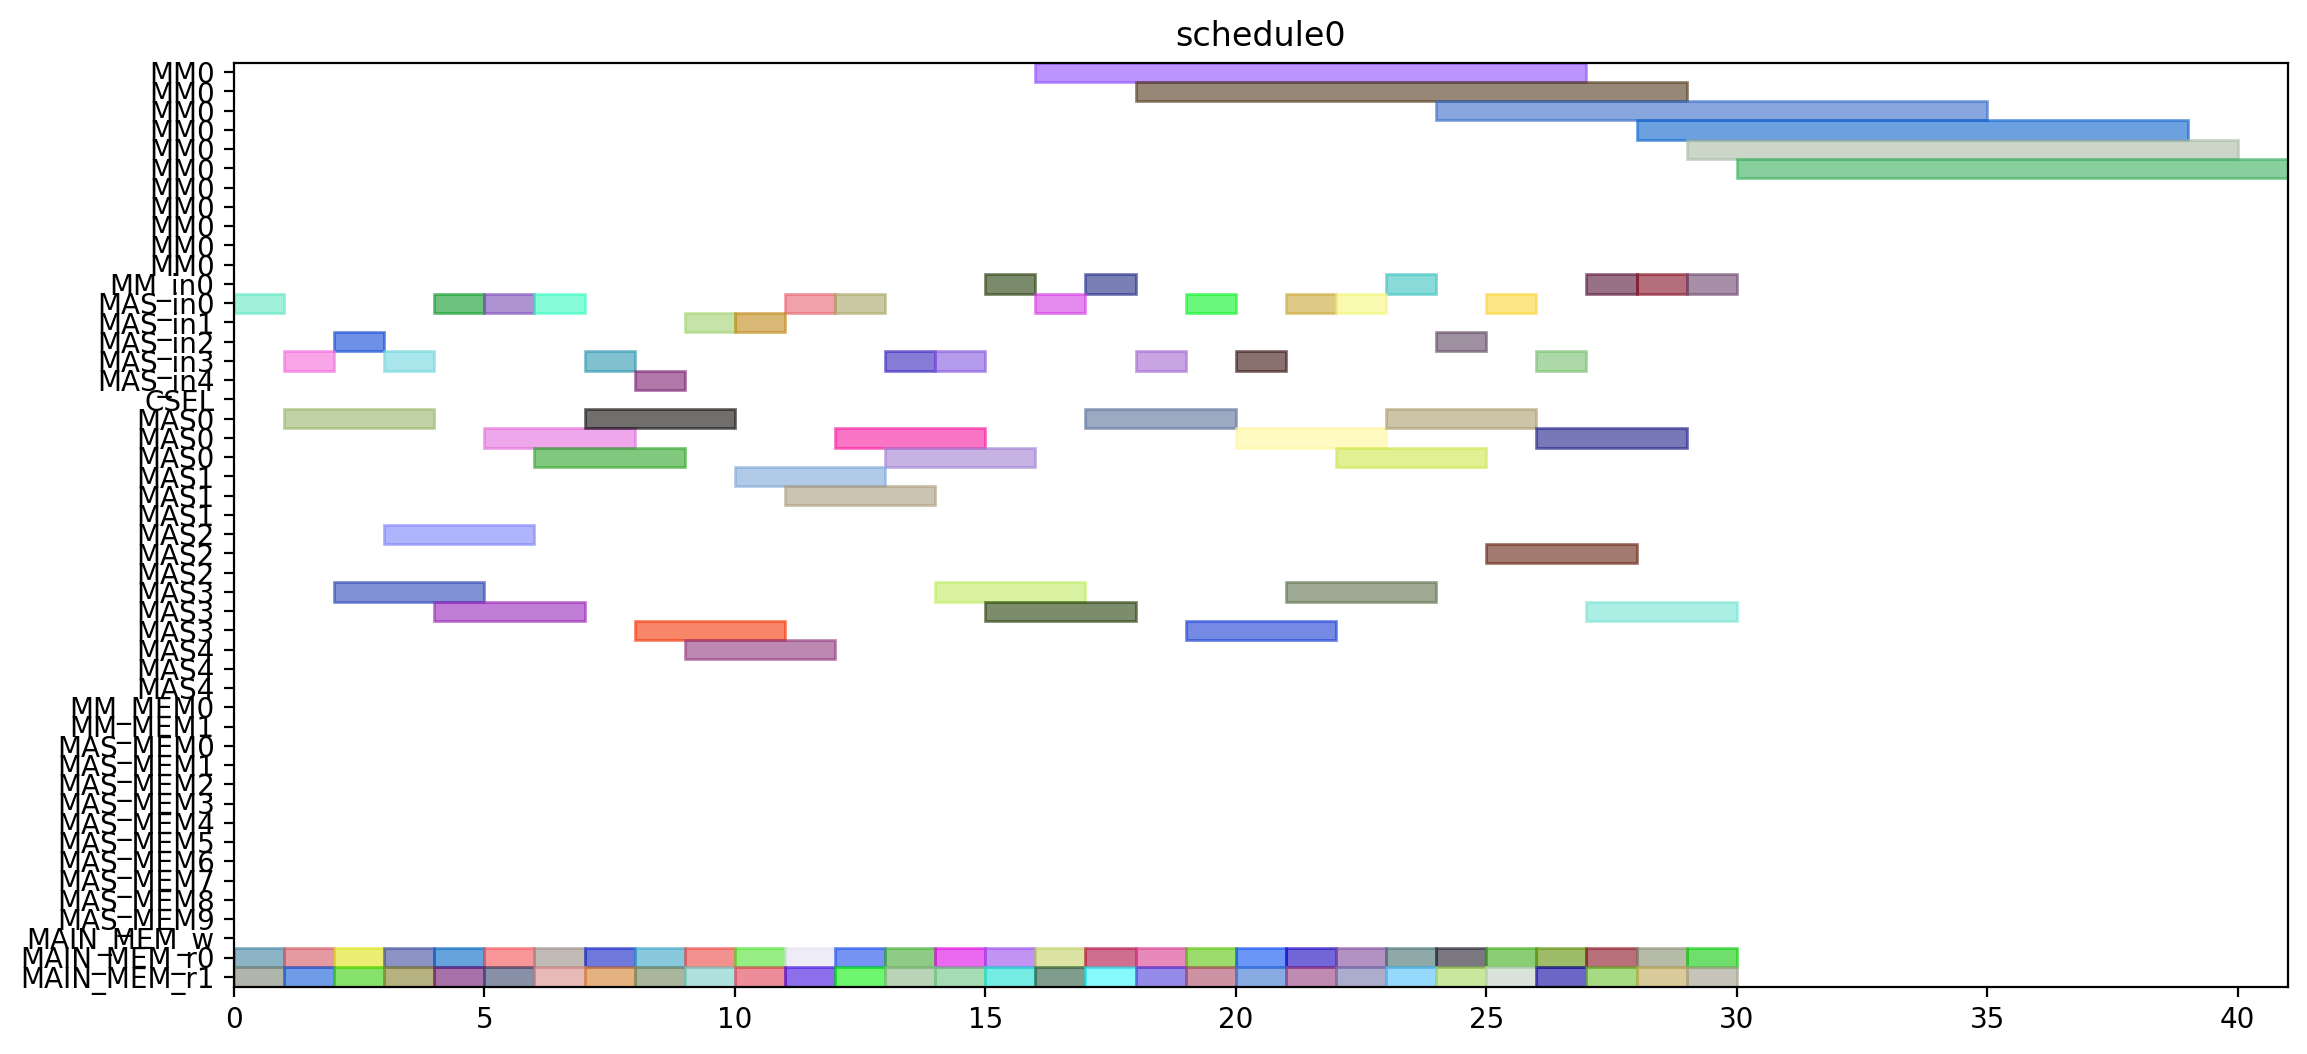 schedule0
MM0
MM0
MM0
MM0
MM0
MM0
MM0
MM0
MM0
MM0
MM0
MM_in0
MAS_in0
MAS_in1
MAS_in2
MAS_in3
MAS_in4
CSEL
MAS0
MAS0
MAS0
MAS1
MAS1
MAS1
MAS2
MAS2
MAS2
MAS3
MAS3
MAS3
MAS4
MAS4
MAS4
MM_MEM0
MM_MEM1
MAS_MEM0
MAS_MEM1
MAS_MEM2
MAS_MEM3
MAS_MEM4
MAS_MEM5
MAS_MEM6
MAS_MEM7
MAS_MEM8
MAS_MEM9
MAIN_MEM_w
MAIN_MEM_r0
MAIN_MEM_r1
0 5 10 15 20 25 30 35 40